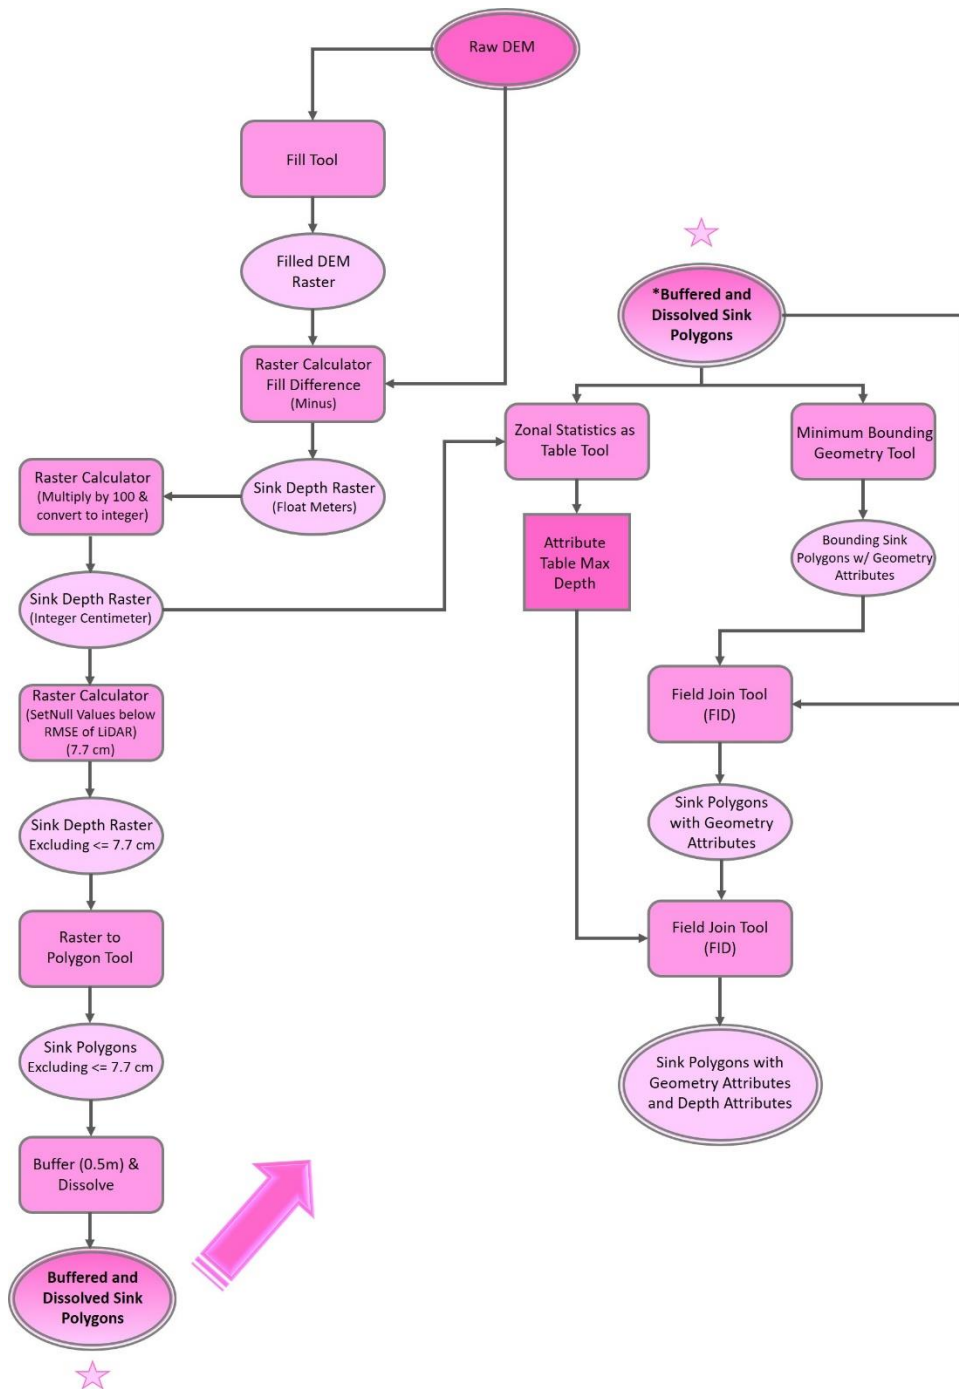 Raw DEM
Fill Tool
Filled DEM
Raster
Raster Calculator
Fill Difference
(Minus)
Sink Depth Raster
(Float Meters)
Raster Calculator
(Multiply by 100 &
convert to integer)
Sink Depth Raster
(Integer Centimeter)
Raster Calculator
(SetNull Values below
RMSE of LiDAR)
(7.7 cm)
Sink Depth Raster
Excluding <= 7.7 cm
Raster to
Polygon Tool
Sink Polygons
Excluding <= 7.7 cm
Buffer (0.5m) &
Dissolve
Buffered and
Dissolved Sink
Polygons
*Buffered and
Dissolved Sink
Polygons
Zonal Statistics as
Table Tool
Attribute
Table Max
Depth
Minimum Bounding
Geometry Tool
Bounding Sink
Polygons w/ Geometry
Attributes
Field Join Tool
(FID)
Sink Polygons
with Geometry
Attributes
Field Join Tool
(FID)
Sink Polygons with
Geometry Attributes
and Depth Attributes